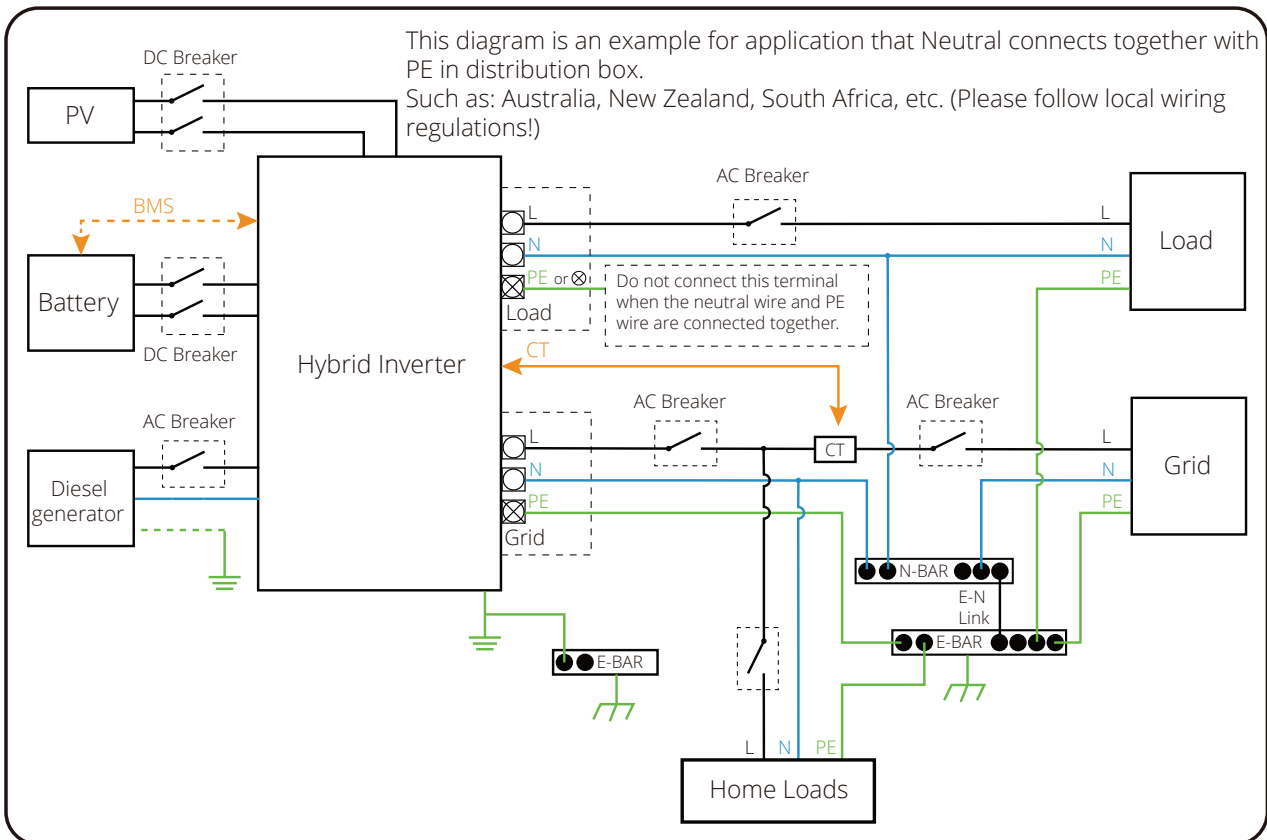 This diagram is an example for application that Neutral connects together with
PE in distribution box.
Such as: Australia, New Zealand, South Africa, etc. (Please follow local wiring
regulations!)
DC Breaker
PV
BMS
Battery
DC Breaker
AC Breaker
Diesel
generator
Hybrid Inverter
L
N
PE or ⊗
Load
Do not connect this terminal
when the neutral wire and PE
wire are connected together.
AC Breaker
L
N
PE
Load
CT
AC Breaker
CT
AC Breaker
L
N
PE
Grid
L
N
PE
Grid
N-BAR
E-N
Link
E-BAR
E-BAR
L
N
PE
Home Loads